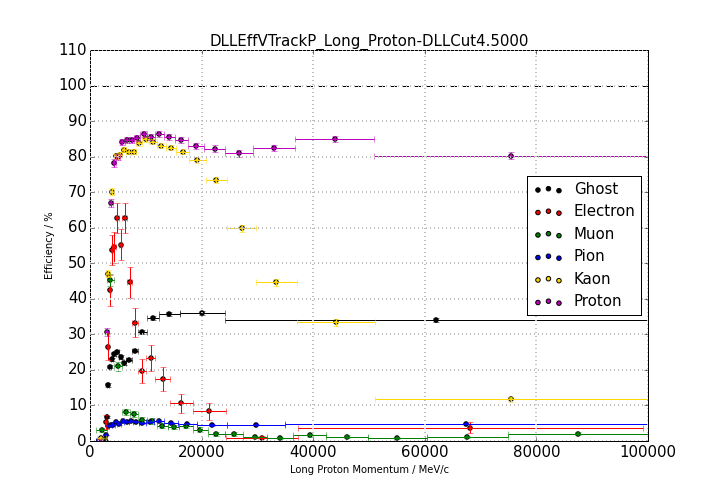 DLLEffVTrackP_Long_Proton-DLLCut4.5000
110
100
90
80
70
60
50
40
30
20
10
0
Efficiency / %
Ghost
Electron
Muon
Pion
Kaon
Proton
0
20000
40000
60000
80000
100000
Long Proton Momentum / MeV/c